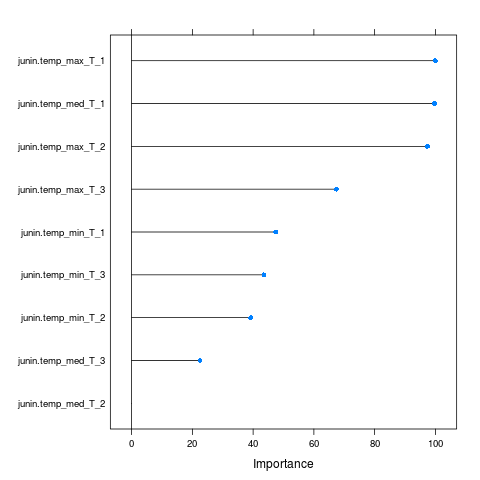 junin.temp_max_T_1
junin.temp_med_T_1
junin.temp_max_T_2
junin.temp_max_T_3
junin.temp_min_T_1
junin.temp_min_T_3
junin.temp_min_T_2
junin.temp_med_T_3
junin.temp_med_T_2
0 20 40 60 80 100
Importance